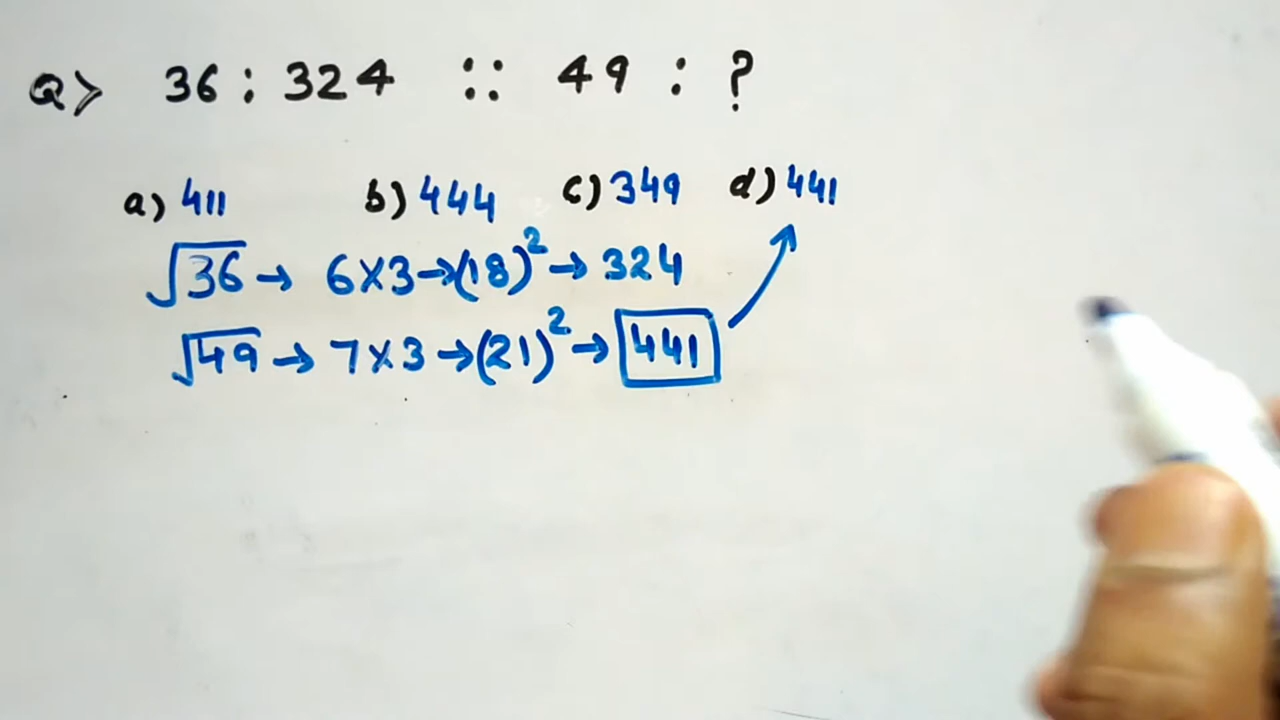 Q> 36 : 324 :: 49 : ?
a) 411 b) 444 c) 349 d) 441
√36 → 6×3 → (18)² → 324
√49 → 7×3 → (21)² → 441